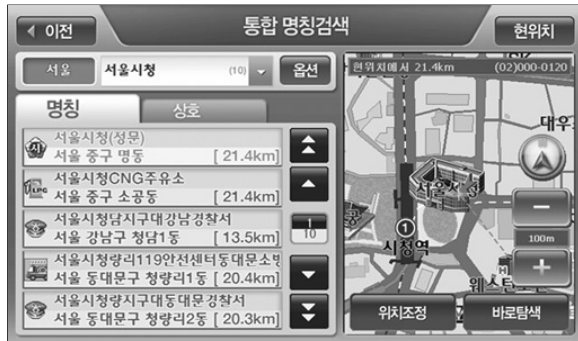 이전
통합 명칭검색
현위치
서울
서울시청
(10)
옵션
명칭
상호
서울시청(정문)
서울 중구 명동 [ 21.4km]
서울시청CNG주유소
서울 중구 소공동 [ 21.4km]
서울시청담지구대강남경찰서
서울 강남구 청담1동 [ 13.5km]
서울시청량리119안전센터동대문소방
서울 동대문구 청량리1동 [ 20.4km]
서울시청량지구대동대문경찰서
서울 동대문구 청량리2동 [ 20.3km]
LPG
1
10
현위치에서 21.4km (02)000-0120
대우
서울시
공
1
시청역
100m
웨스틴
위치조정
바로탐색